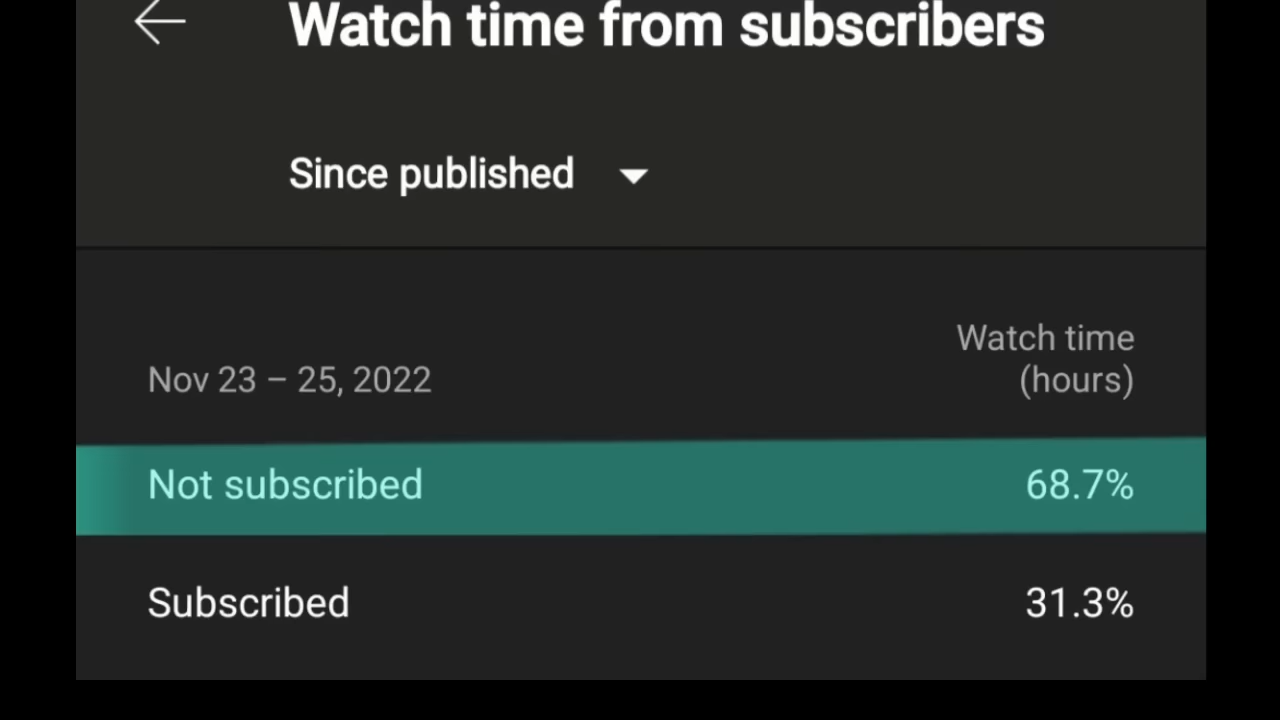 Watch time from subscribers
Since published
Watch time
Nov 23 – 25, 2022 (hours)
Not subscribed 68.7%
Subscribed 31.3%